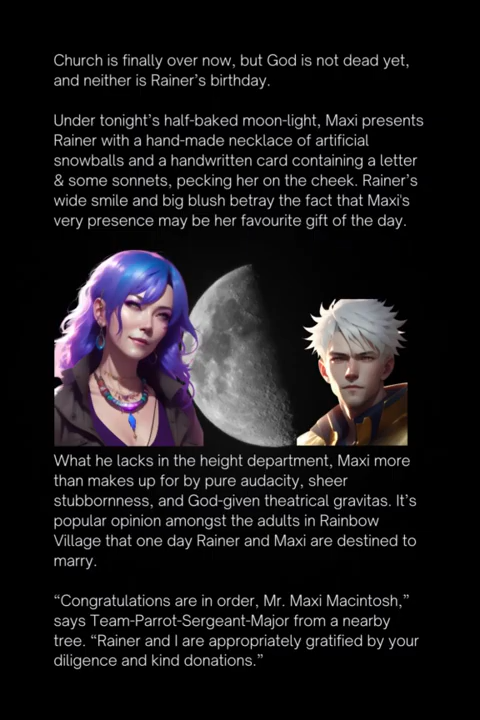 Church is finally over now, but God is not dead yet,
and neither is Rainer’s birthday.
Under tonight’s half-baked moon-light, Maxi presents
Rainer with a hand-made necklace of artificial
snowballs and a handwritten card containing a letter
& some sonnets, pecking her on the cheek. Rainer’s
wide smile and big blush betray the fact that Maxi's
very presence may be her favourite gift of the day.
What he lacks in the height department, Maxi more
than makes up for by pure audacity, sheer
stubbornness, and God-given theatrical gravitas. It’s
popular opinion amongst the adults in Rainbow
Village that one day Rainer and Maxi are destined to
marry.
“Congratulations are in order, Mr. Maxi Macintosh,”
says Team-Parrot-Sergeant-Major from a nearby
tree. “Rainer and I are appropriately gratified by your
diligence and kind donations.”